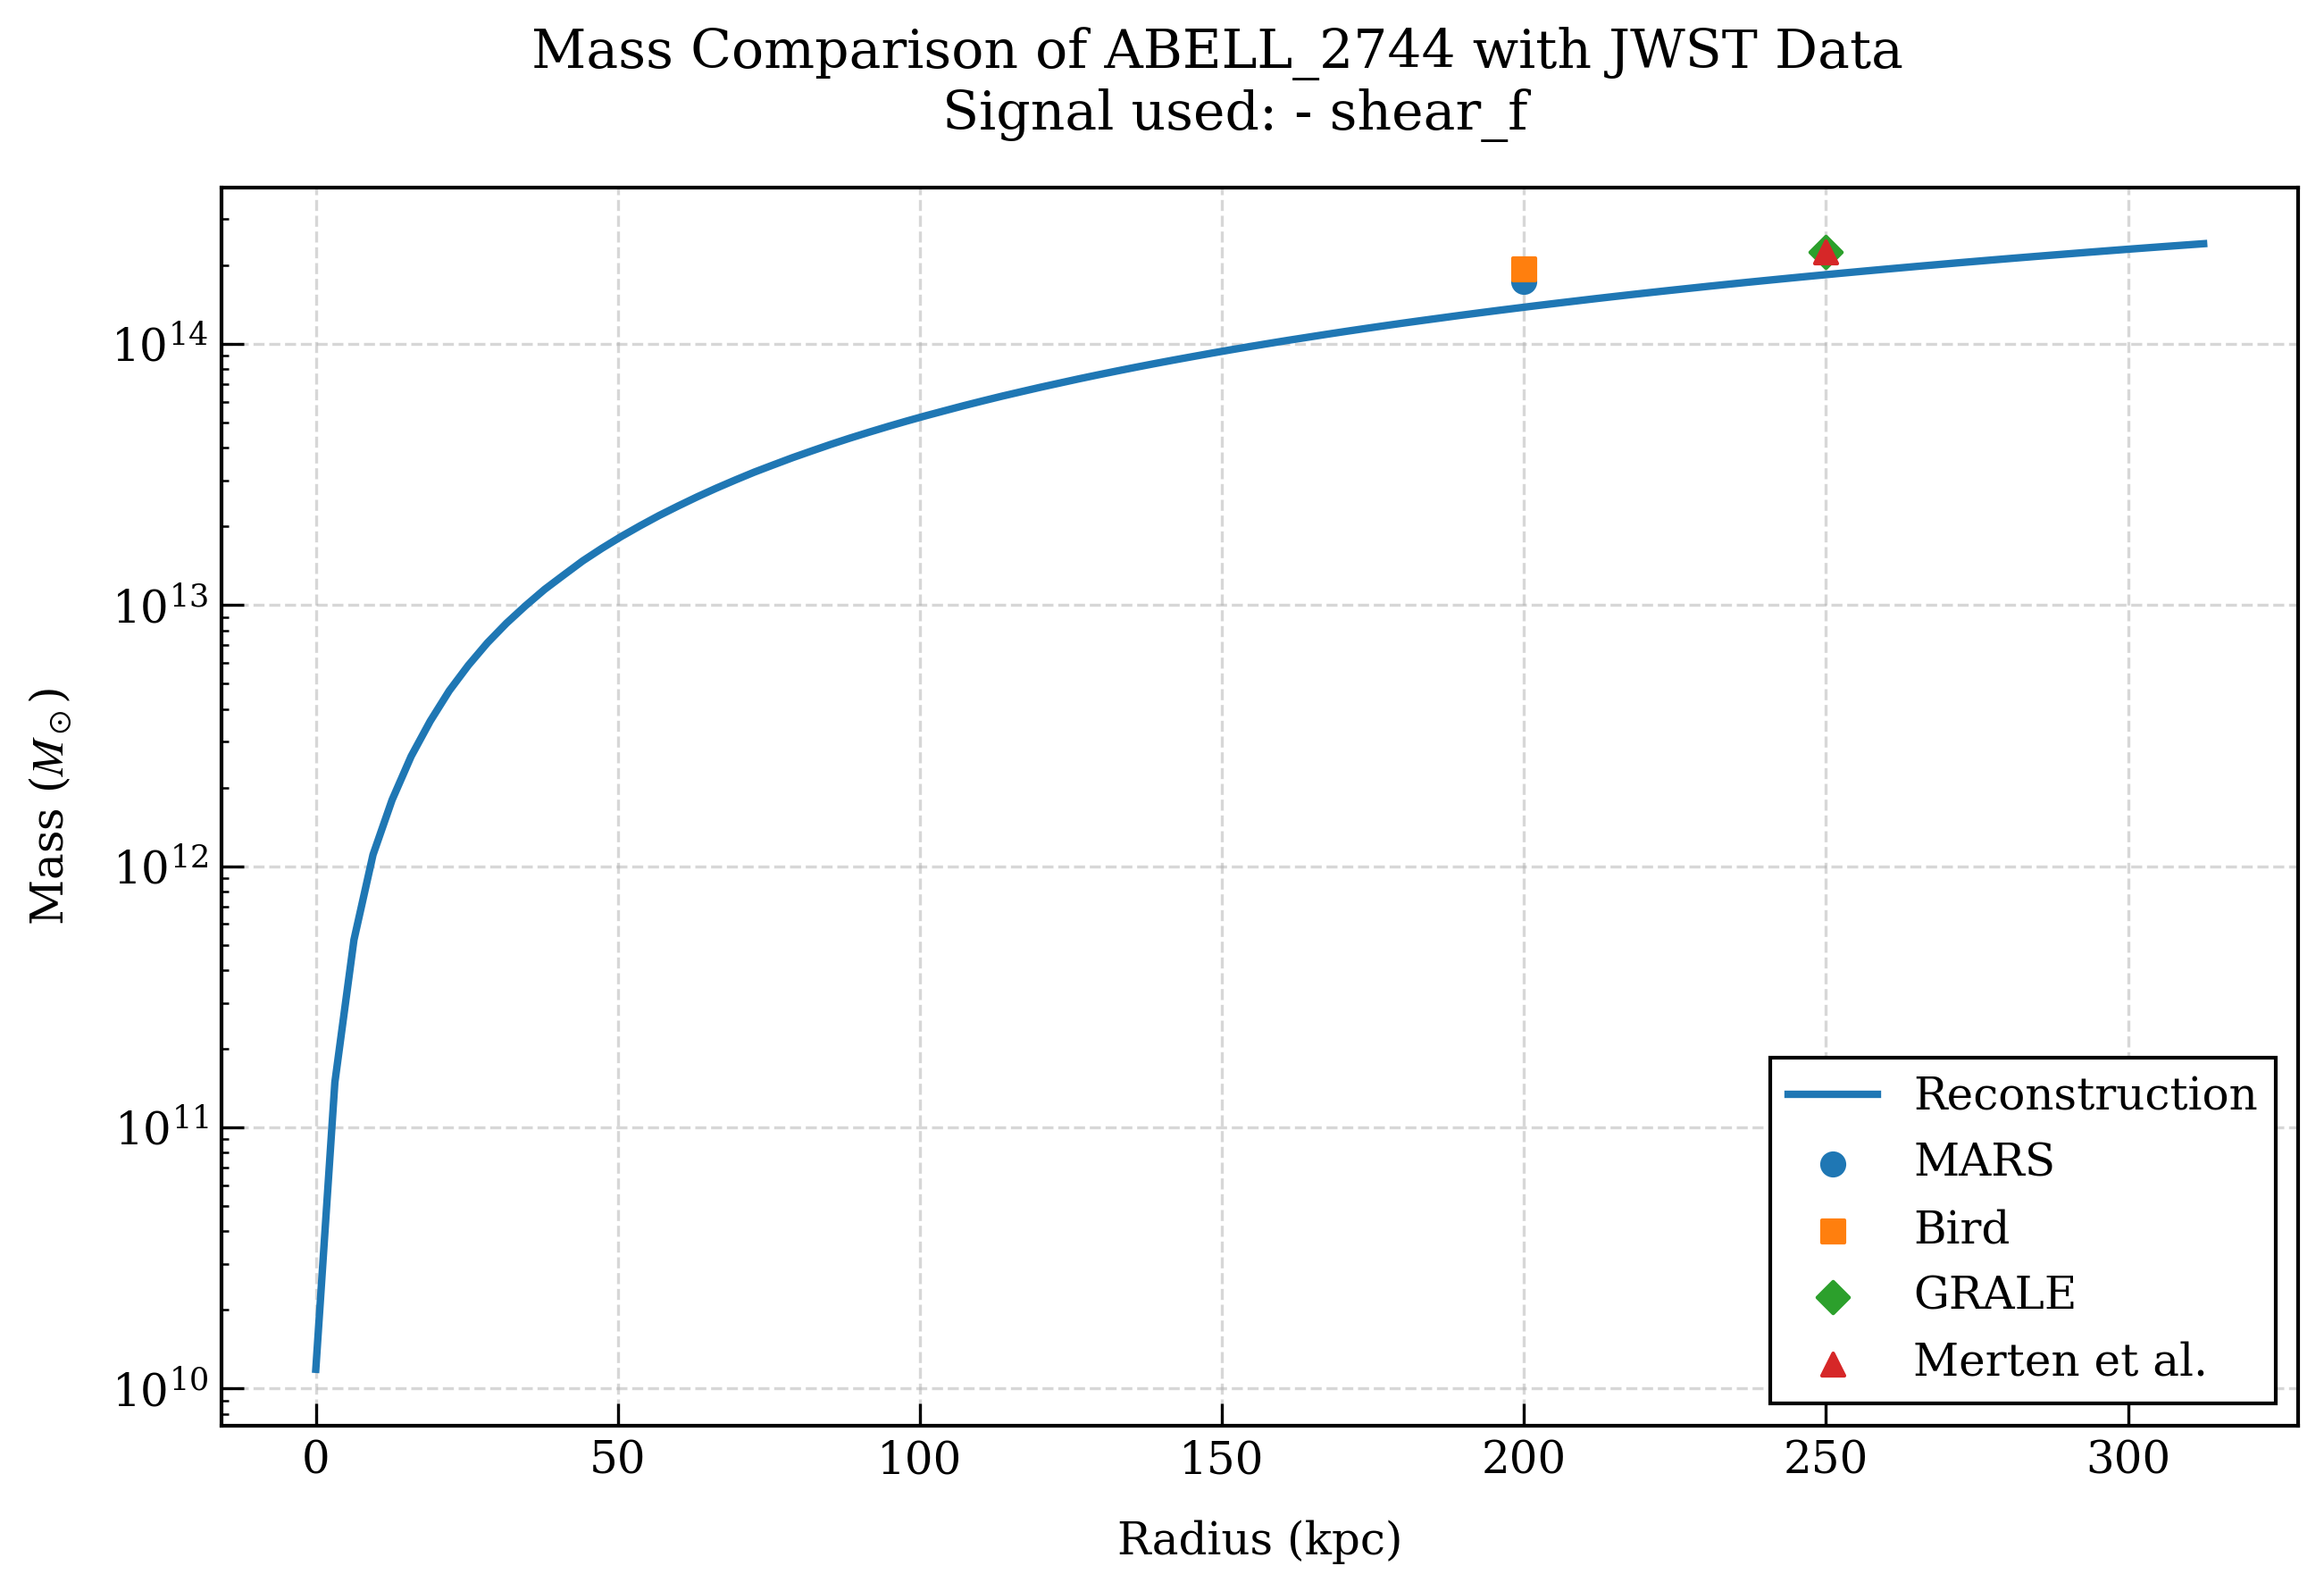 Mass Comparison of ABELL_2744 with JWST Data
Signal used: - shear_f
Mass (M⊙)
10^14
10^13
10^12
10^11
10^10
0 50 100 150 200 250 300
Radius (kpc)
Reconstruction
MARS
Bird
GRALE
Merten et al.